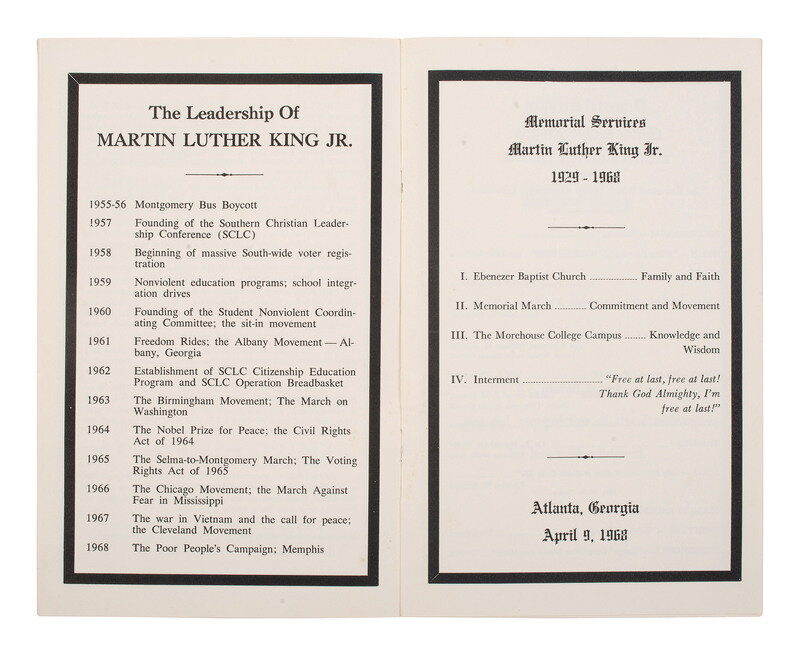 The Leadership Of
MARTIN LUTHER KING JR.
1955-56 Montgomery Bus Boycott
1957 Founding of the Southern Christian Leader-
ship Conference (SCLC)
1958 Beginning of massive South-wide voter regis-
tration
1959 Nonviolent education programs; school integr-
ation drives
1960 Founding of the Student Nonviolent Coordin-
ating Committee; the sit-in movement
1961 Freedom Rides; the Albany Movement — Al-
bany, Georgia
1962 Establishment of SCLC Citizenship Education
Program and SCLC Operation Breadbasket
1963 The Birmingham Movement; The March on
Washington
1964 The Nobel Prize for Peace; the Civil Rights
Act of 1964
1965 The Selma-to-Montgomery March; The Voting
Rights Act of 1965
1966 The Chicago Movement; the March Against
Fear in Mississippi
1967 The war in Vietnam and the call for peace;
the Cleveland Movement
1968 The Poor People's Campaign; Memphis
Memorial Services
Martin Luther King Jr.
1929 - 1968
I. Ebenezer Baptist Church .................. Family and Faith
II. Memorial March ............ Commitment and Movement
III. The Morehouse College Campus ........ Knowledge and
Wisdom
IV. Interment .............................. "Free at last, free at last!
Thank God Almighty, I'm
free at last!"
Atlanta, Georgia
April 9, 1968